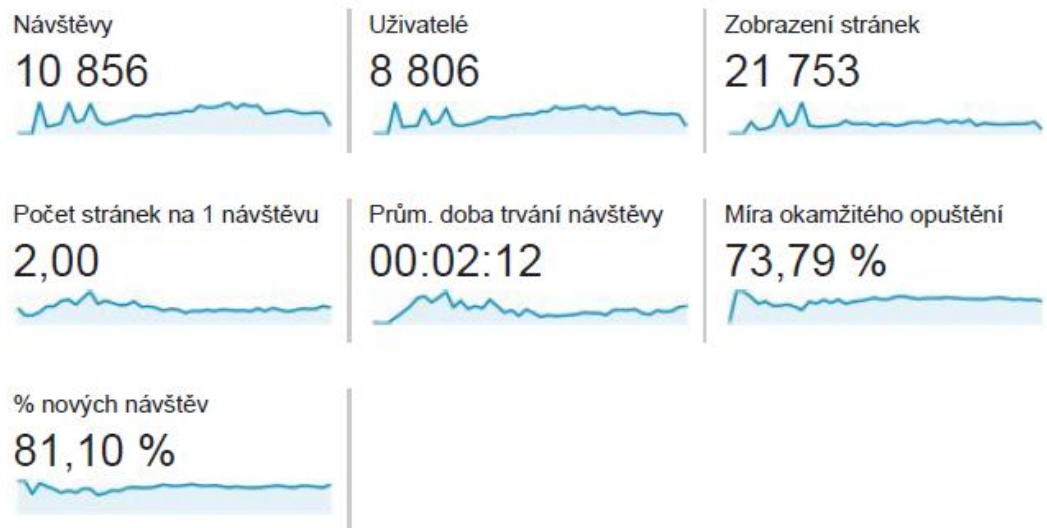 Návštěvy
10 856
Uživatelé
8 806
Zobrazení stránek
21 753
Počet stránek na 1 návštěvu
2,00
Prům. doba trvání návštěvy
00:02:12
Míra okamžitého opuštění
73,79 %
% nových návštěv
81,10 %